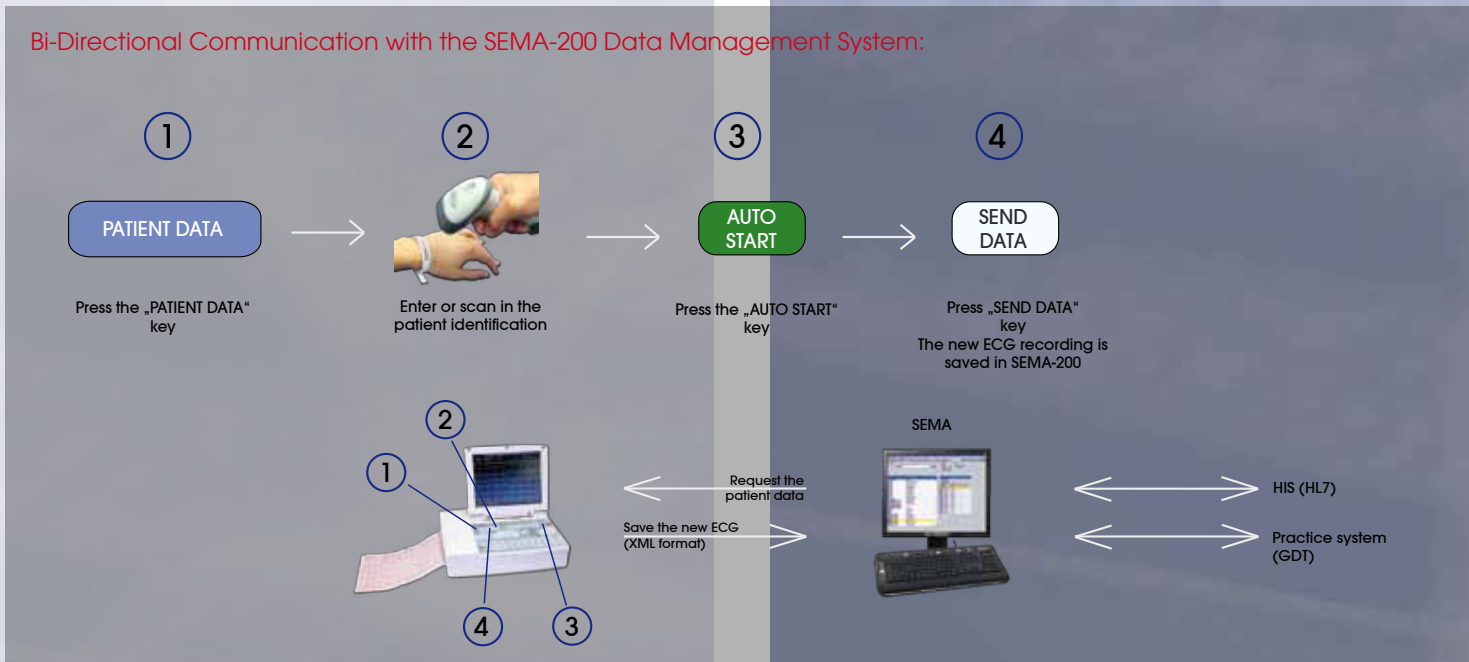 Bi-Directional Communication with the SEMA-200 Data Management System:
1
2
3
4
PATIENT DATA
AUTO
START
SEND
DATA
Press the „PATIENT DATA“
key
Enter or scan in the
patient identification
Press the „AUTO START“
key
Press „SEND DATA“
key
The new ECG recording is
saved in SEMA-200
2
1
4
3
Request the
patient data
Save the new ECG
(XML format)
SEMA
HIS (HL7)
Practice system
(GDT)